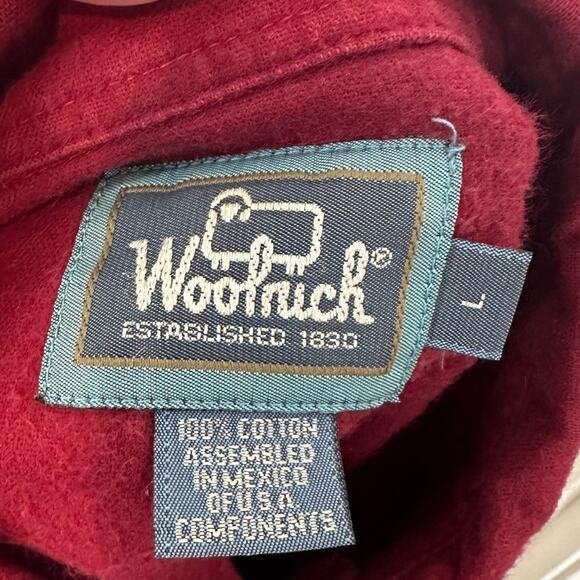 Woolrich®
ESTABLISHED 1830
L
100% COTTON
ASSEMBLED
IN MEXICO
OF U.S.A
COMPONENTS